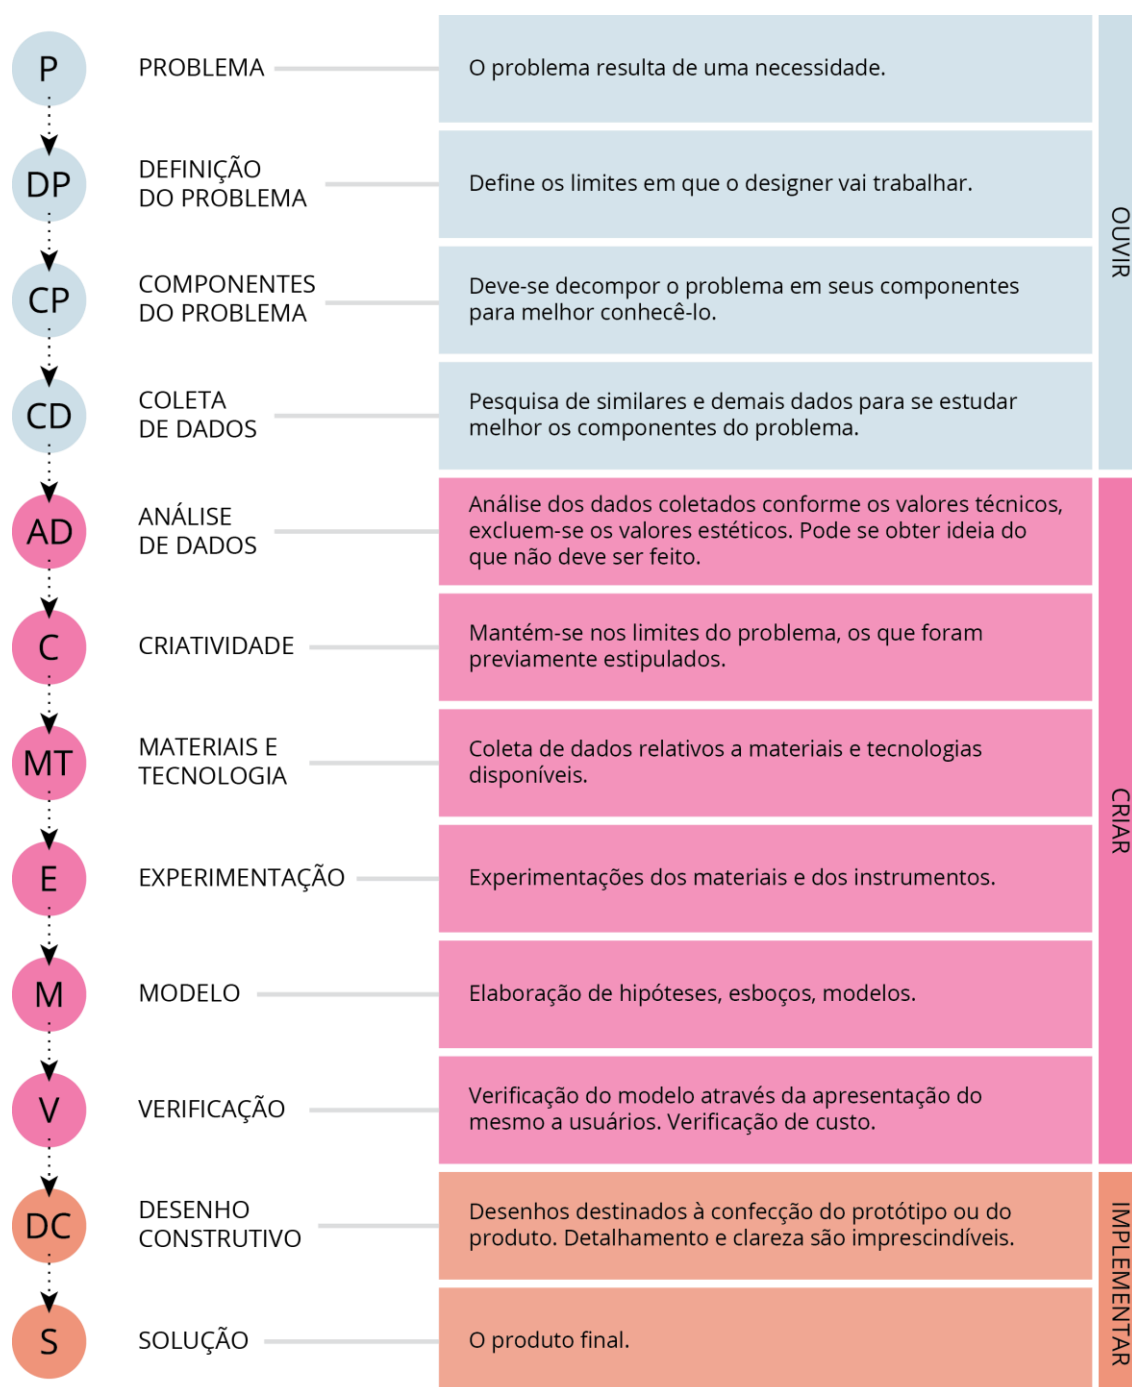 P
PROBLEMA
O problema resulta de uma necessidade.
DP
DEFINIÇÃO
DO PROBLEMA
Define os limites em que o designer vai trabalhar.
CP
COMPONENTES
DO PROBLEMA
Deve-se decompor o problema em seus componentes
para melhor conhecê-lo.
CD
COLETA
DE DADOS
Pesquisa de similares e demais dados para se estudar
melhor os componentes do problema.
OUVIR
AD
ANÁLISE
DE DADOS
Análise dos dados coletados conforme os valores técnicos,
excluem-se os valores estéticos. Pode se obter ideia do
que não deve ser feito.
C
CRIATIVIDADE
Mantém-se nos limites do problema, os que foram
previamente estipulados.
MT
MATERIAIS E
TECNOLOGIA
Coleta de dados relativos a materiais e tecnologias
disponíveis.
E
EXPERIMENTAÇÃO
Experimentações dos materiais e dos instrumentos.
M
MODELO
Elaboração de hipóteses, esboços, modelos.
V
VERIFICAÇÃO
Verificação do modelo através da apresentação do
mesmo a usuários. Verificação de custo.
CRIAR
DC
DESENHO
CONSTRUTIVO
Desenhos destinados à confecção do protótipo ou do
produto. Detalhamento e clareza são imprescindíveis.
S
SOLUÇÃO
O produto final.
IMPLEMENTAR